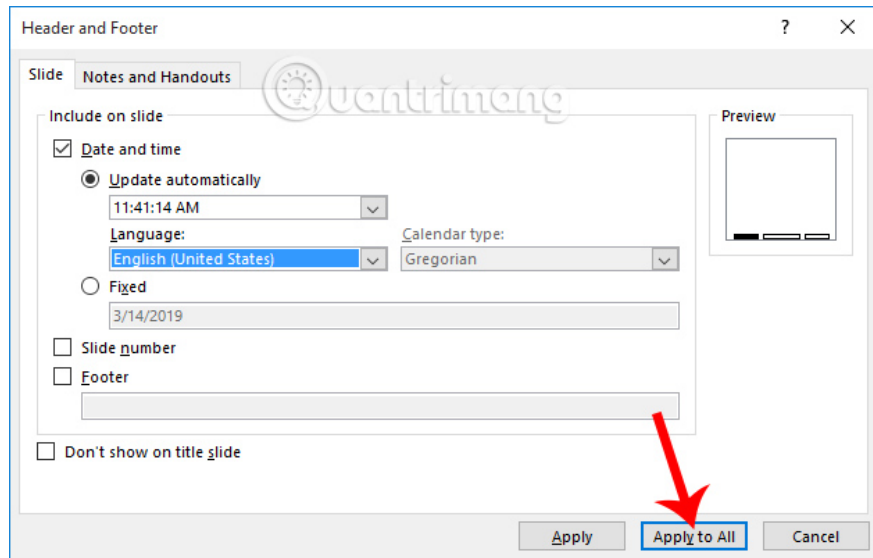 Header and Footer
?
Slide
Notes and Handouts
Quantrimang
Include on slide
Preview
Date and time
Update automatically
11:41:14 AM
Language:
Calendar type:
English (United States)
Gregorian
Fixed
3/14/2019
Slide number
Footer
Don't show on title slide
Apply
Apply to All
Cancel